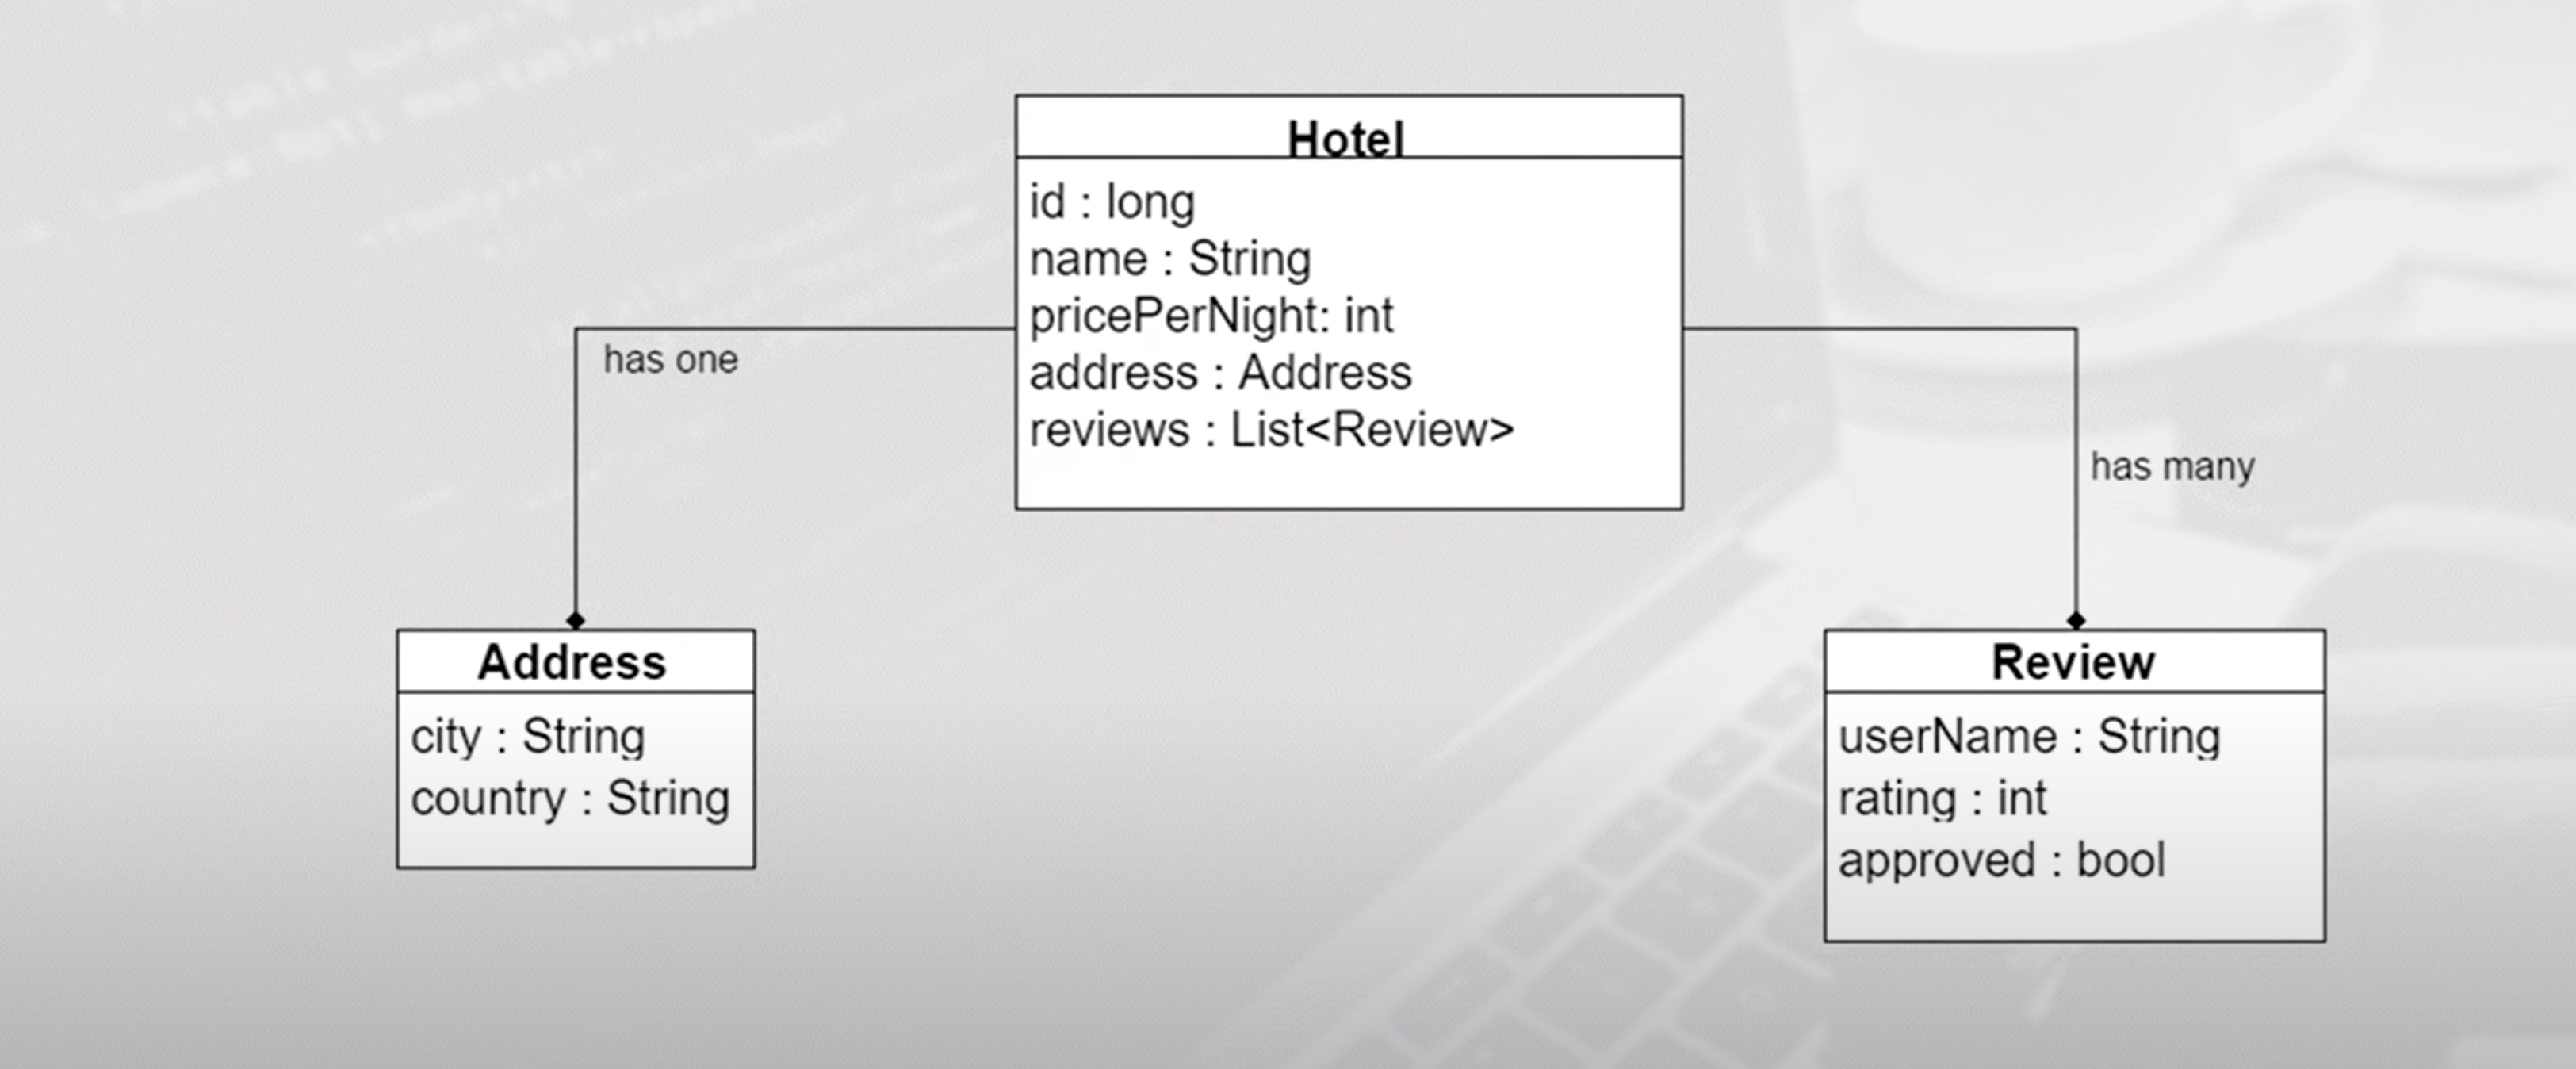 Hotel
id : long
name : String
pricePerNight: int
address : Address
reviews : List<Review>
has one
has many
Address
city : String
country : String
Review
userName : String
rating : int
approved : bool